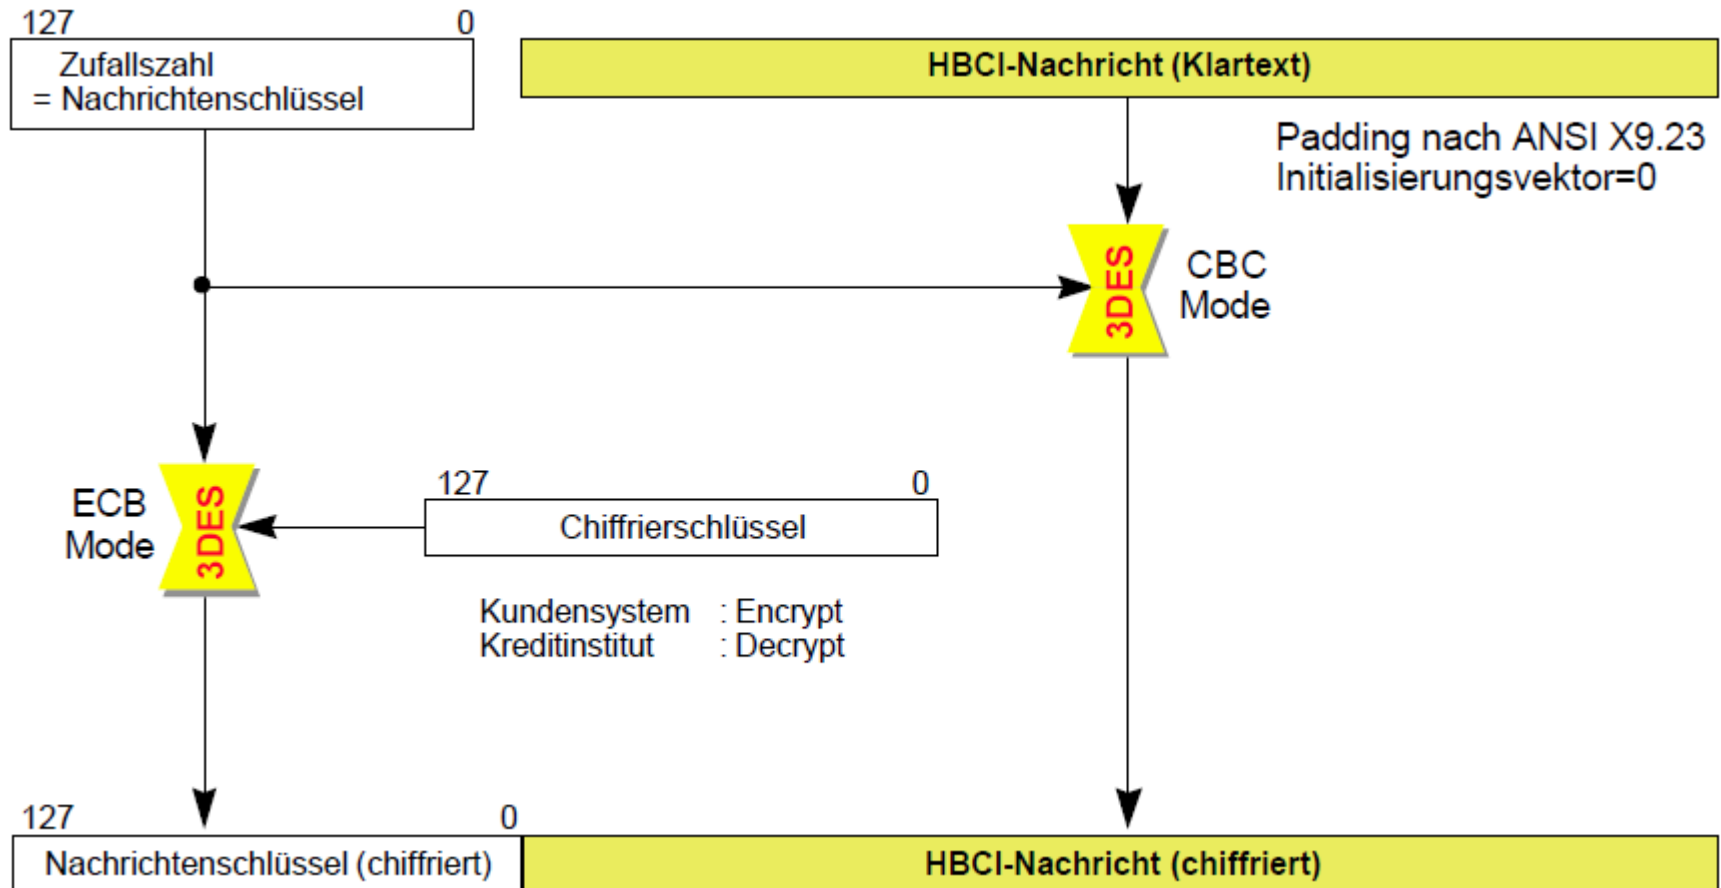 127 0
Zufallszahl
= Nachrichtenschlüssel
HBCI-Nachricht (Klartext)
Padding nach ANSI X9.23
Initialisierungsvektor=0
3DES
CBC
Mode
ECB
Mode
3DES
127 0
Chiffrierschlüssel
Kundensystem : Encrypt
Kreditinstitut : Decrypt
127 0
Nachrichtenschlüssel (chiffriert)
HBCI-Nachricht (chiffriert)